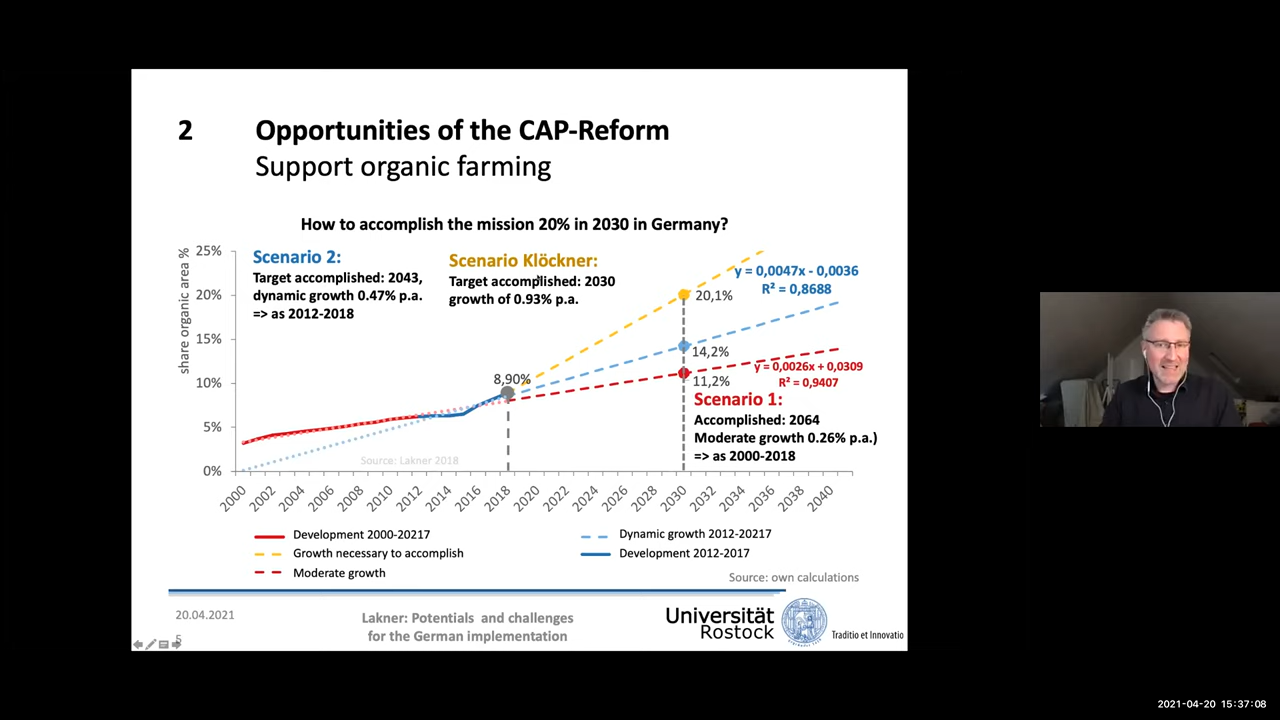 2
Opportunities of the CAP-Reform
Support organic farming
How to accomplish the mission 20% in 2030 in Germany?
share organic area %
25%
20%
15%
10%
5%
0%
Scenario 2:
Target accomplished: 2043,
dynamic growth 0.47% p.a.
=> as 2012-2018
Scenario Klöckner:
Target accomplished: 2030
growth of 0.93% p.a.
y = 0,0047x - 0,0036
R² = 0,8688
20,1%
14,2%
8,90%
11,2%
y = 0,0026x + 0,0309
R² = 0,9407
Scenario 1:
Accomplished: 2064
Moderate growth 0.26% p.a.)
=> as 2000-2018
Source: Lakner 2018
2000 2002 2004 2006 2008 2010 2012 2014 2016 2018 2020 2022 2024 2026 2028 2030 2032 2034 2036 2038 2040
Development 2000-20217
Dynamic growth 2012-20217
Growth necessary to accomplish
Development 2012-2017
Moderate growth
Source: own calculations
20.04.2021
5
Lakner: Potentials and challenges
for the German implementation
Universität
Rostock
Traditio et Innovatio
2021-04-20 15:37:08